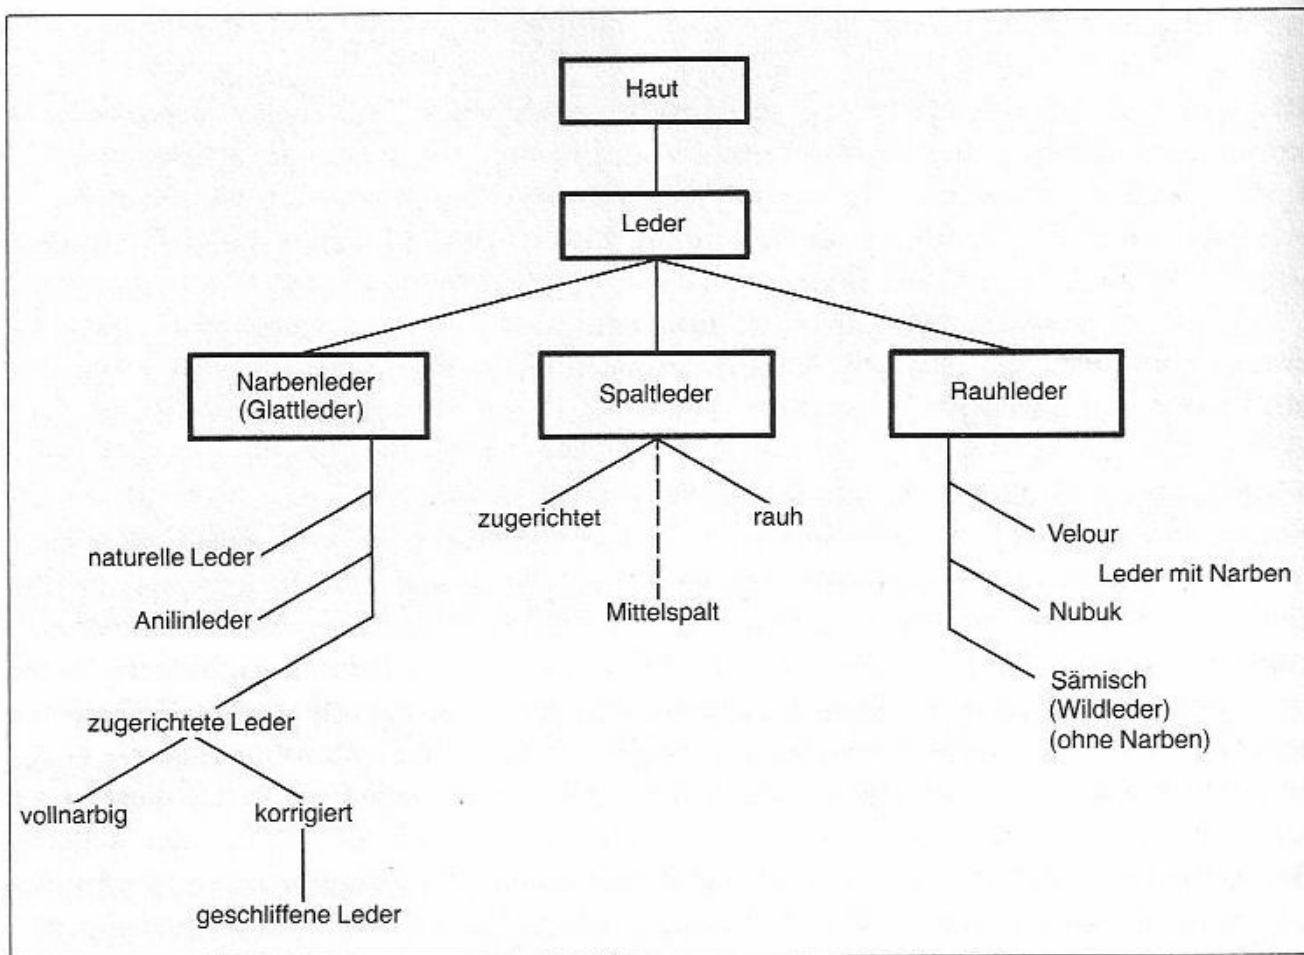 Haut
Leder
Narbenleder
(Glattleder)
Spaltleder
Rauhleder
zugerichtet
rauh
Mittelspalt
naturelle Leder
Anilinleder
zugerichtete Leder
vollnarbig
korrigiert
geschliffene Leder
Velour
Leder mit Narben
Nubuk
Sämisch
(Wildleder)
(ohne Narben)